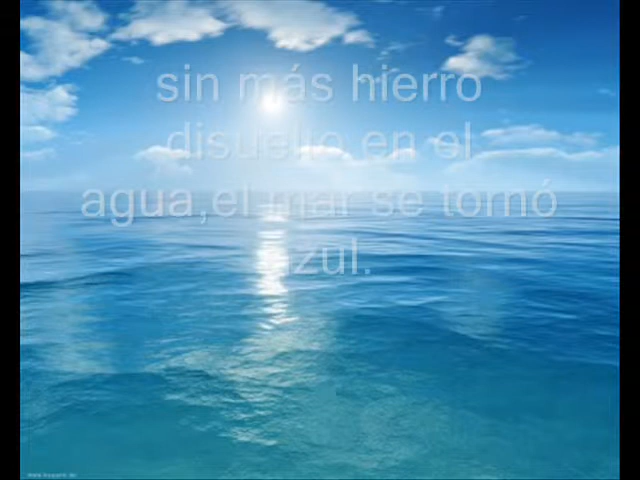 sin más hierro
disuelto en el
agua,el mar se tornó
azul.